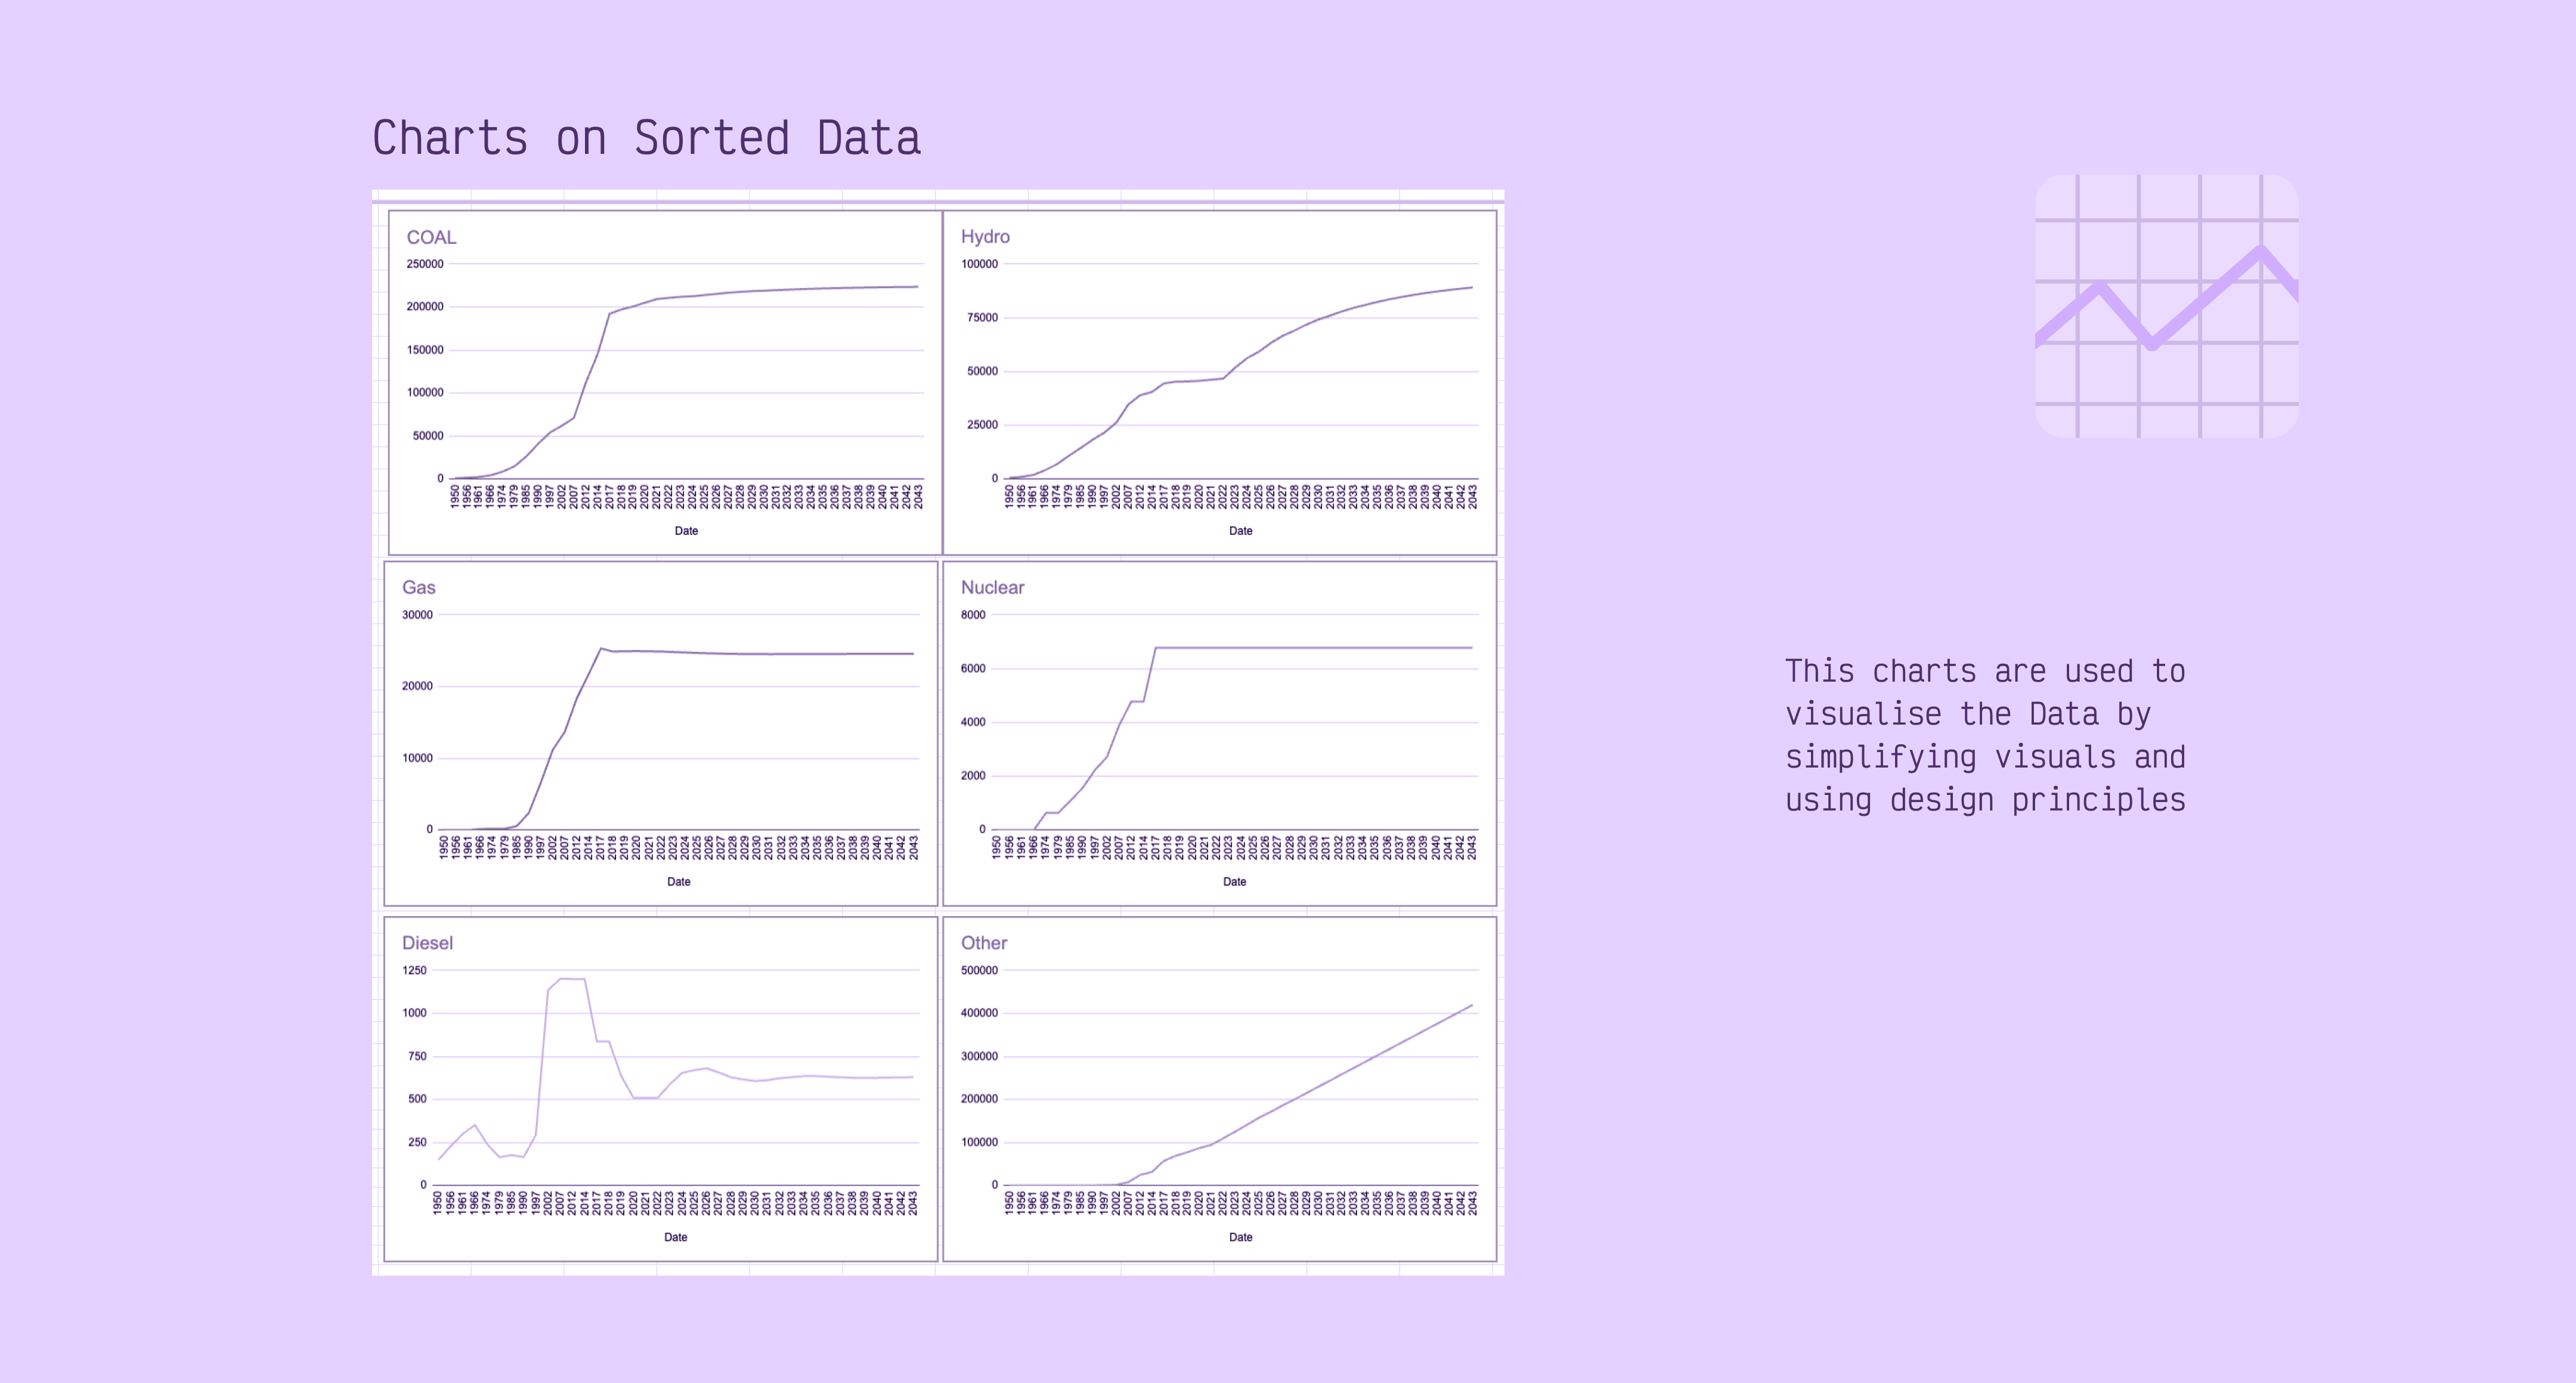 Charts on Sorted Data
COAL
250000
200000
150000
100000
50000
0
1950 1956 1961 1966 1974 1979 1985 1990 1997 2002 2007 2012 2014 2017 2018 2019 2020 2021 2022 2023 2024 2025 2026 2027 2028 2029 2030 2031 2032 2033 2034 2035 2036 2037 2038 2039 2040 2041 2042 2043
Date
Hydro
100000
75000
50000
25000
0
1950 1956 1961 1966 1974 1979 1985 1990 1997 2002 2007 2012 2014 2017 2018 2019 2020 2021 2022 2023 2024 2025 2026 2027 2028 2029 2030 2031 2032 2033 2034 2035 2036 2037 2038 2039 2040 2041 2042 2043
Date
Gas
30000
20000
10000
0
1950 1956 1961 1966 1974 1979 1985 1990 1997 2002 2007 2012 2014 2017 2018 2019 2020 2021 2022 2023 2024 2025 2026 2027 2028 2029 2030 2031 2032 2033 2034 2035 2036 2037 2038 2039 2040 2041 2042 2043
Date
Nuclear
8000
6000
4000
2000
0
1950 1956 1961 1966 1974 1979 1985 1990 1997 2002 2007 2012 2014 2017 2018 2019 2020 2021 2022 2023 2024 2025 2026 2027 2028 2029 2030 2031 2032 2033 2034 2035 2036 2037 2038 2039 2040 2041 2042 2043
Date
Diesel
1250
1000
750
500
250
0
1950 1956 1961 1966 1974 1979 1985 1990 1997 2002 2007 2012 2014 2017 2018 2019 2020 2021 2022 2023 2024 2025 2026 2027 2028 2029 2030 2031 2032 2033 2034 2035 2036 2037 2038 2039 2040 2041 2042 2043
Date
Other
500000
400000
300000
200000
100000
0
1950 1956 1961 1966 1974 1979 1985 1990 1997 2002 2007 2012 2014 2017 2018 2019 2020 2021 2022 2023 2024 2025 2026 2027 2028 2029 2030 2031 2032 2033 2034 2035 2036 2037 2038 2039 2040 2041 2042 2043
Date
This charts are used to
visualise the Data by
simplifying visuals and
using design principles